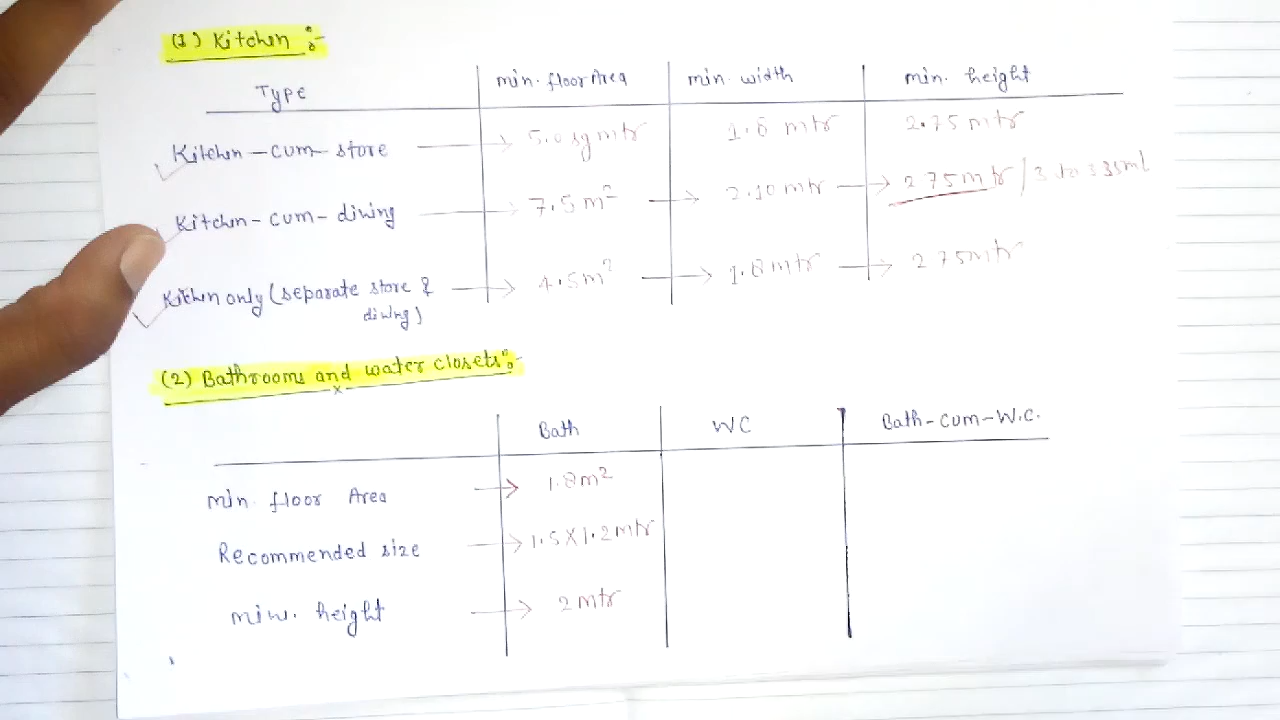 (1) Kitchen :-
Type min. floor Area min. width min. height
Kitchen-cum-store → 5.0 sq mtr 1.8 mtr 2.75 mtr
Kitchen-cum-dining → 7.5 m² → 2.10 mtr → 2.75 mtr / 3 to
Kitchen only (separate store & → 4.5 m² → 1.8 mtr → 2.75 mtr
dining)
(2) Bathrooms and water closets :-
Bath WC Bath-cum-W.C.
Min. floor Area → 1.8 m²
Recommended size → 1.5 X 1.2 mtr
min. height → 2 mtr